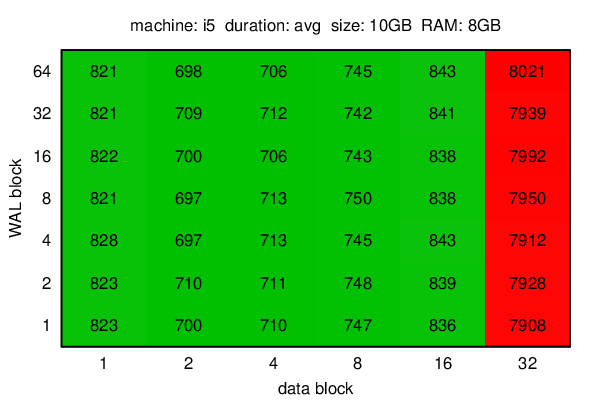 machine: i5  duration: avg  size: 10GB  RAM: 8GB
64 821 698 706 745 843 8021
32 821 709 712 742 841 7939
16 822 700 706 743 838 7992
8 821 697 713 750 838 7950
4 828 697 713 745 843 7912
2 823 710 711 748 839 7928
1 823 700 710 747 836 7908
WAL block
1 2 4 8 16 32
data block